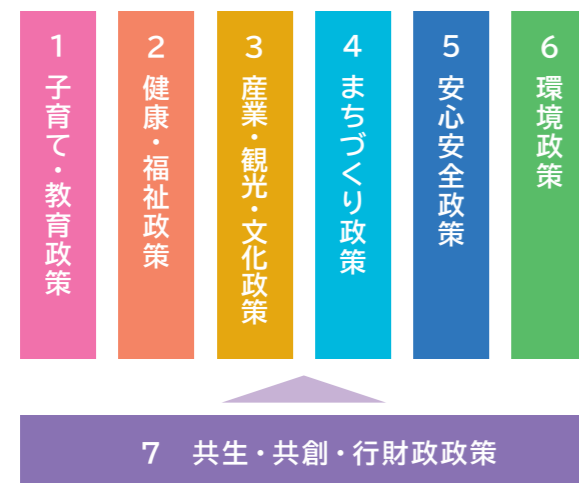 1 子育て・教育政策
2 健康・福祉政策
3 産業・観光・文化政策
4 まちづくり政策
5 安心安全政策
6 環境政策
7 共生・共創・行財政政策